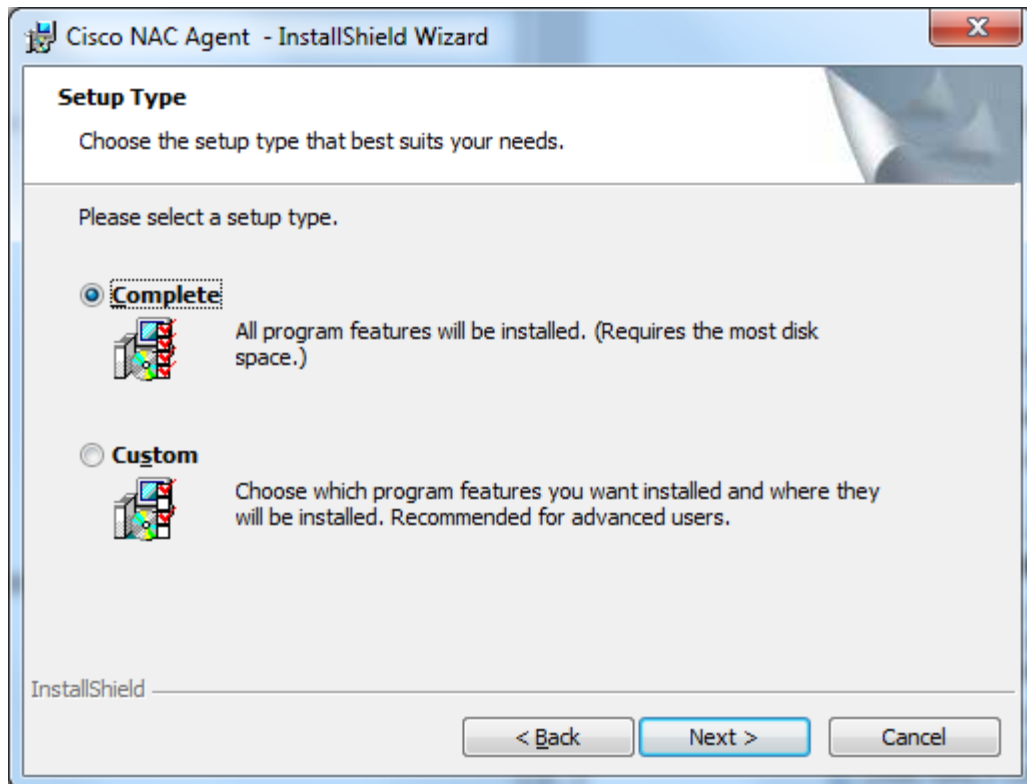 Cisco NAC Agent - InstallShield Wizard
Setup Type
Choose the setup type that best suits your needs.
Please select a setup type.
Complete
All program features will be installed. (Requires the most disk
space.)
Custom
Choose which program features you want installed and where they
will be installed. Recommended for advanced users.
InstallShield
< Back
Next >
Cancel